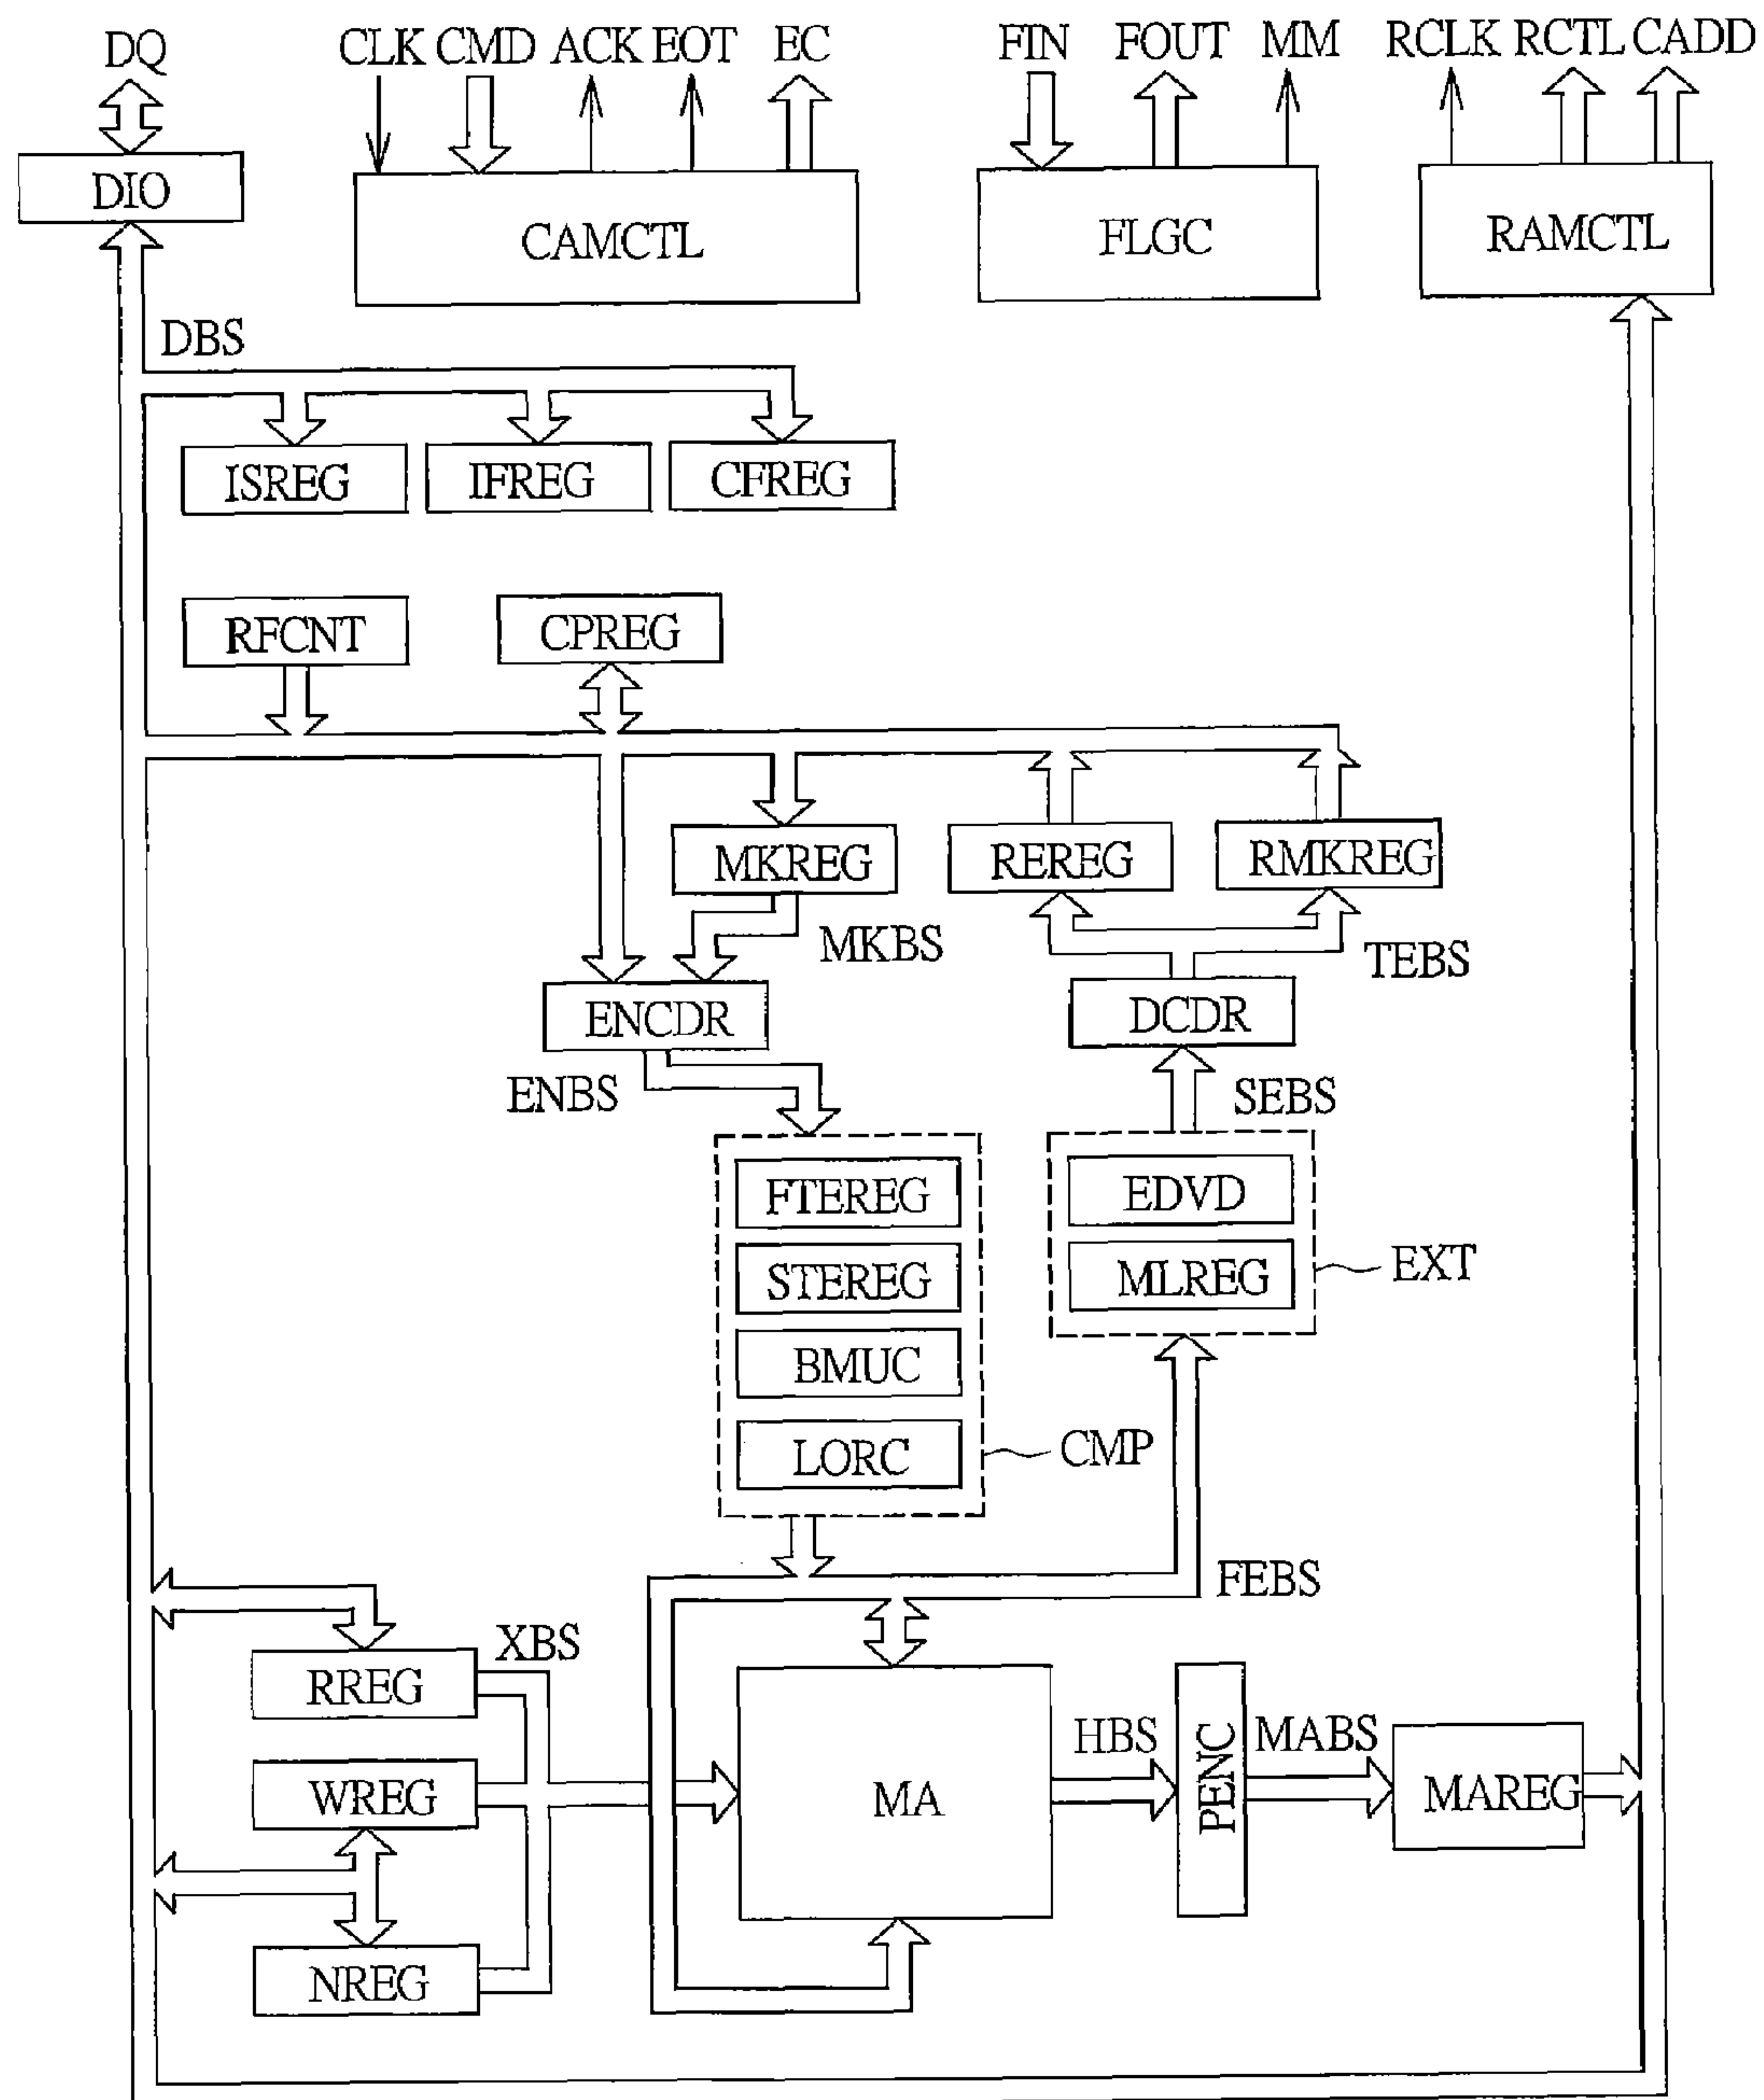 DQ CLK CMD ACK EOT EC FIN FOUT MM RCLK RCTL CADD
DIO
CAMCTL
FLGC
RAMCTL
DBS
ISREG IFREG CFREG
RFCNT CPREG
MKREG REREG RMKREG
MKBS
TEBS
ENCDR
DCDR
ENBS
SEBS
FTEREG
STEREG
BMUC
LORC
CMP
EDVD
MLREG
EXT
FEBS
XBS
RREG
WREG
NREG
MA
HBS
PENC
MABS
MAREG